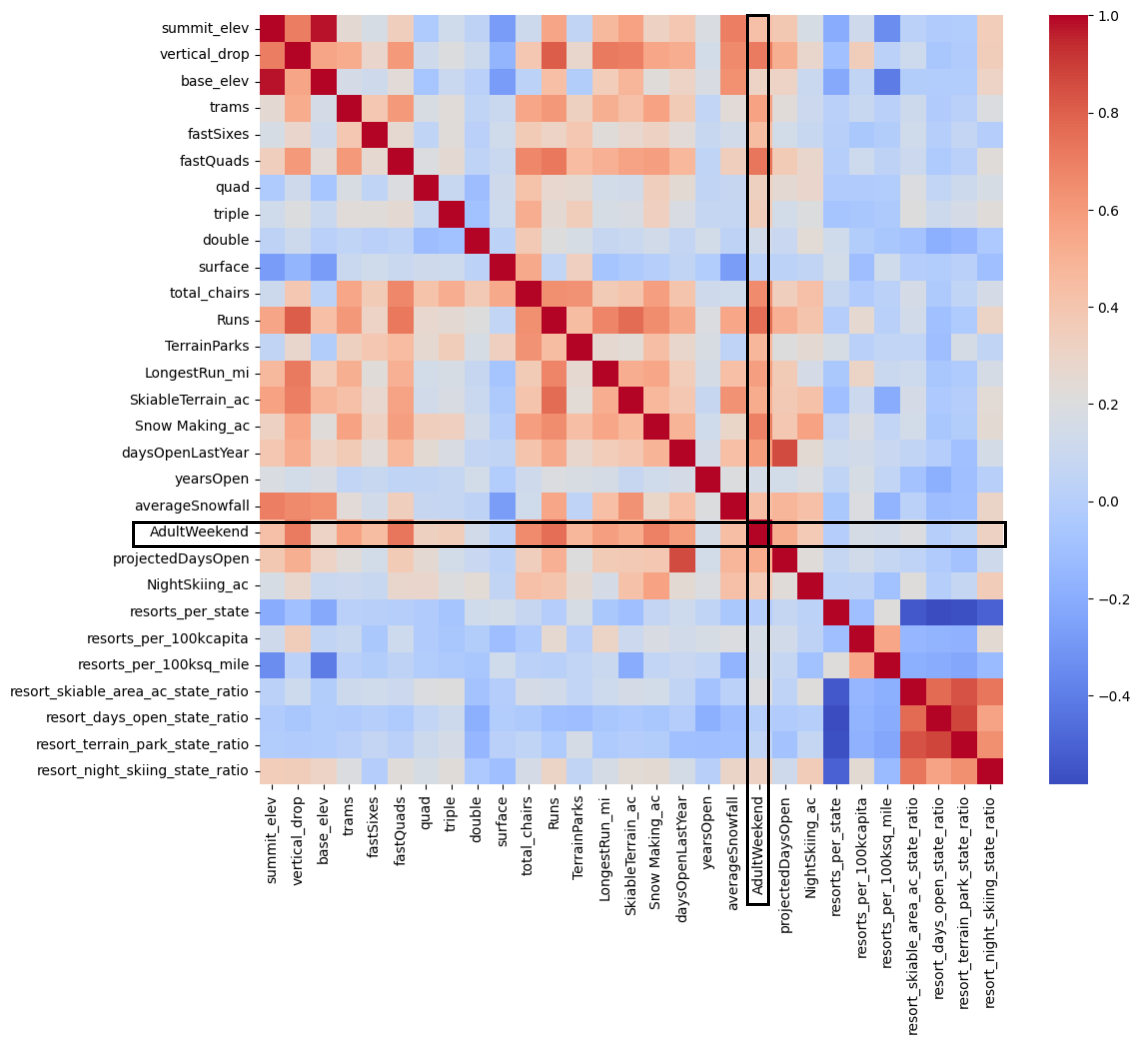 summit_elev
vertical_drop
base_elev
trams
fastSixes
fastQuads
quad
triple
double
surface
total_chairs
Runs
TerrainParks
LongestRun_mi
SkiableTerrain_ac
Snow Making_ac
daysOpenLastYear
yearsOpen
averageSnowfall
AdultWeekend
projectedDaysOpen
NightSkiing_ac
resorts_per_state
resorts_per_100kcapita
resorts_per_100ksq_mile
resort_skiable_area_ac_state_ratio
resort_days_open_state_ratio
resort_terrain_park_state_ratio
resort_night_skiing_state_ratio
summit_elev
vertical_drop
base_elev
trams
fastSixes
fastQuads
quad
triple
double
surface
total_chairs
Runs
TerrainParks
LongestRun_mi
SkiableTerrain_ac
Snow Making_ac
daysOpenLastYear
yearsOpen
averageSnowfall
AdultWeekend
projectedDaysOpen
NightSkiing_ac
resorts_per_state
resorts_per_100kcapita
resorts_per_100ksq_mile
resort_skiable_area_ac_state_ratio
resort_days_open_state_ratio
resort_terrain_park_state_ratio
resort_night_skiing_state_ratio
1.0
0.8
0.6
0.4
0.2
0.0
−0.2
−0.4